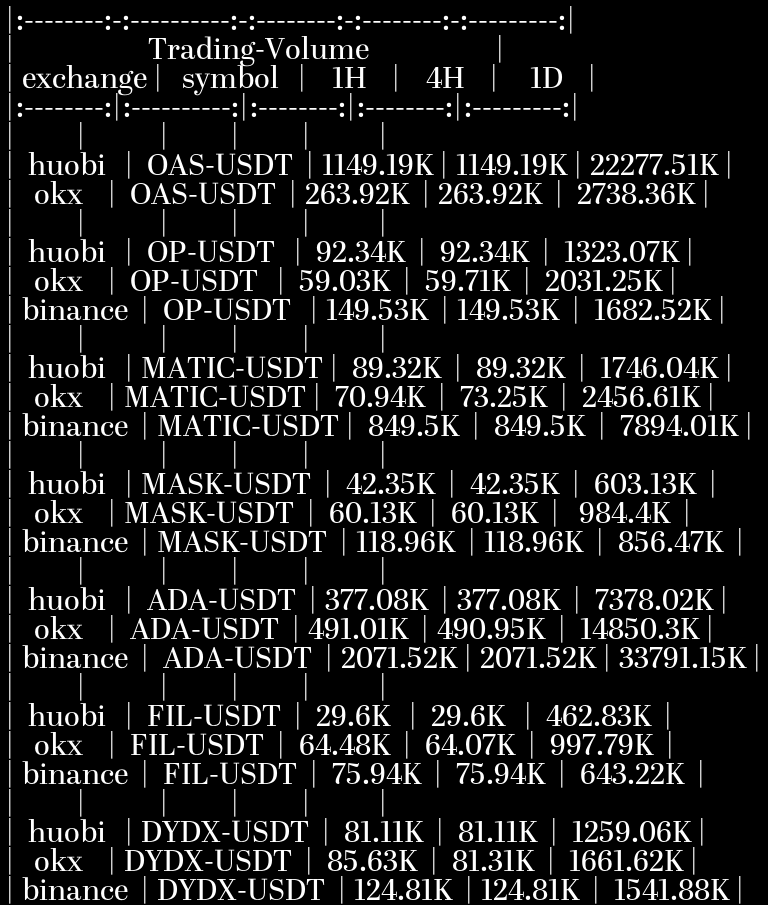 |:--------:-:----------:-:--------:-:--------:-:---------:|
| Trading-Volume |
| exchange | symbol | 1H | 4H | 1D |
|:--------:|:----------:|:--------:|:--------:|:---------:|
| | | | | |
| huobi | OAS-USDT | 1149.19K | 1149.19K | 22277.51K |
| okx | OAS-USDT | 263.92K | 263.92K | 2738.36K |
| | | | | |
| huobi | OP-USDT | 92.34K | 92.34K | 1323.07K |
| okx | OP-USDT | 59.03K | 59.71K | 2031.25K |
| binance | OP-USDT | 149.53K | 149.53K | 1682.52K |
| | | | | |
| huobi | MATIC-USDT | 89.32K | 89.32K | 1746.04K |
| okx | MATIC-USDT | 70.94K | 73.25K | 2456.61K |
| binance | MATIC-USDT | 849.5K | 849.5K | 7894.01K |
| | | | | |
| huobi | MASK-USDT | 42.35K | 42.35K | 603.13K |
| okx | MASK-USDT | 60.13K | 60.13K | 984.4K |
| binance | MASK-USDT | 118.96K | 118.96K | 856.47K |
| | | | | |
| huobi | ADA-USDT | 377.08K | 377.08K | 7378.02K |
| okx | ADA-USDT | 491.01K | 490.95K | 14850.3K |
| binance | ADA-USDT | 2071.52K | 2071.52K | 33791.15K |
| | | | | |
| huobi | FIL-USDT | 29.6K | 29.6K | 462.83K |
| okx | FIL-USDT | 64.48K | 64.07K | 997.79K |
| binance | FIL-USDT | 75.94K | 75.94K | 643.22K |
| | | | | |
| huobi | DYDX-USDT | 81.11K | 81.11K | 1259.06K |
| okx | DYDX-USDT | 85.63K | 81.31K | 1661.62K |
| binance | DYDX-USDT | 124.81K | 124.81K | 1541.88K |